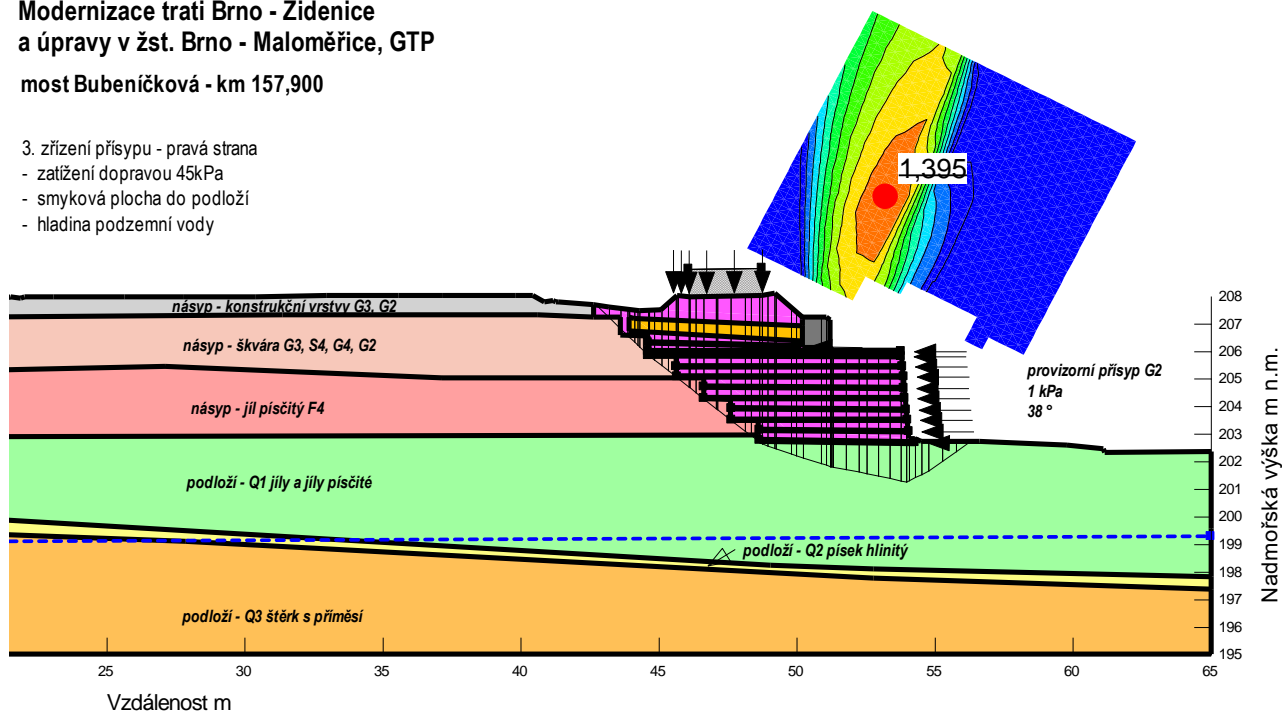 Modernizace trati Brno - Židenice
a úpravy v žst. Brno - Maloměřice, GTP
most Bubeníčková - km 157,900
3. zřízení přísypu - pravá strana
- zatížení dopravou 45kPa
- smyková plocha do podloží
- hladina podzemní vody
1,395
násyp - konstrukční vrstvy G3, G2
násyp - škvára G3, S4, G4, G2
násyp - jíl písčitý F4
podloží - Q1 jíly a jíly písčité
podloží - Q2 písek hlinitý
podloží - Q3 štěrk s příměsí
provizorní přísyp G2
1 kPa
38 °
208
207
206
205
204
203
202
201
200
199
198
197
196
195
Nadmořská výška m n.m.
25 30 35 40 45 50 55 60 65
Vzdálenost m